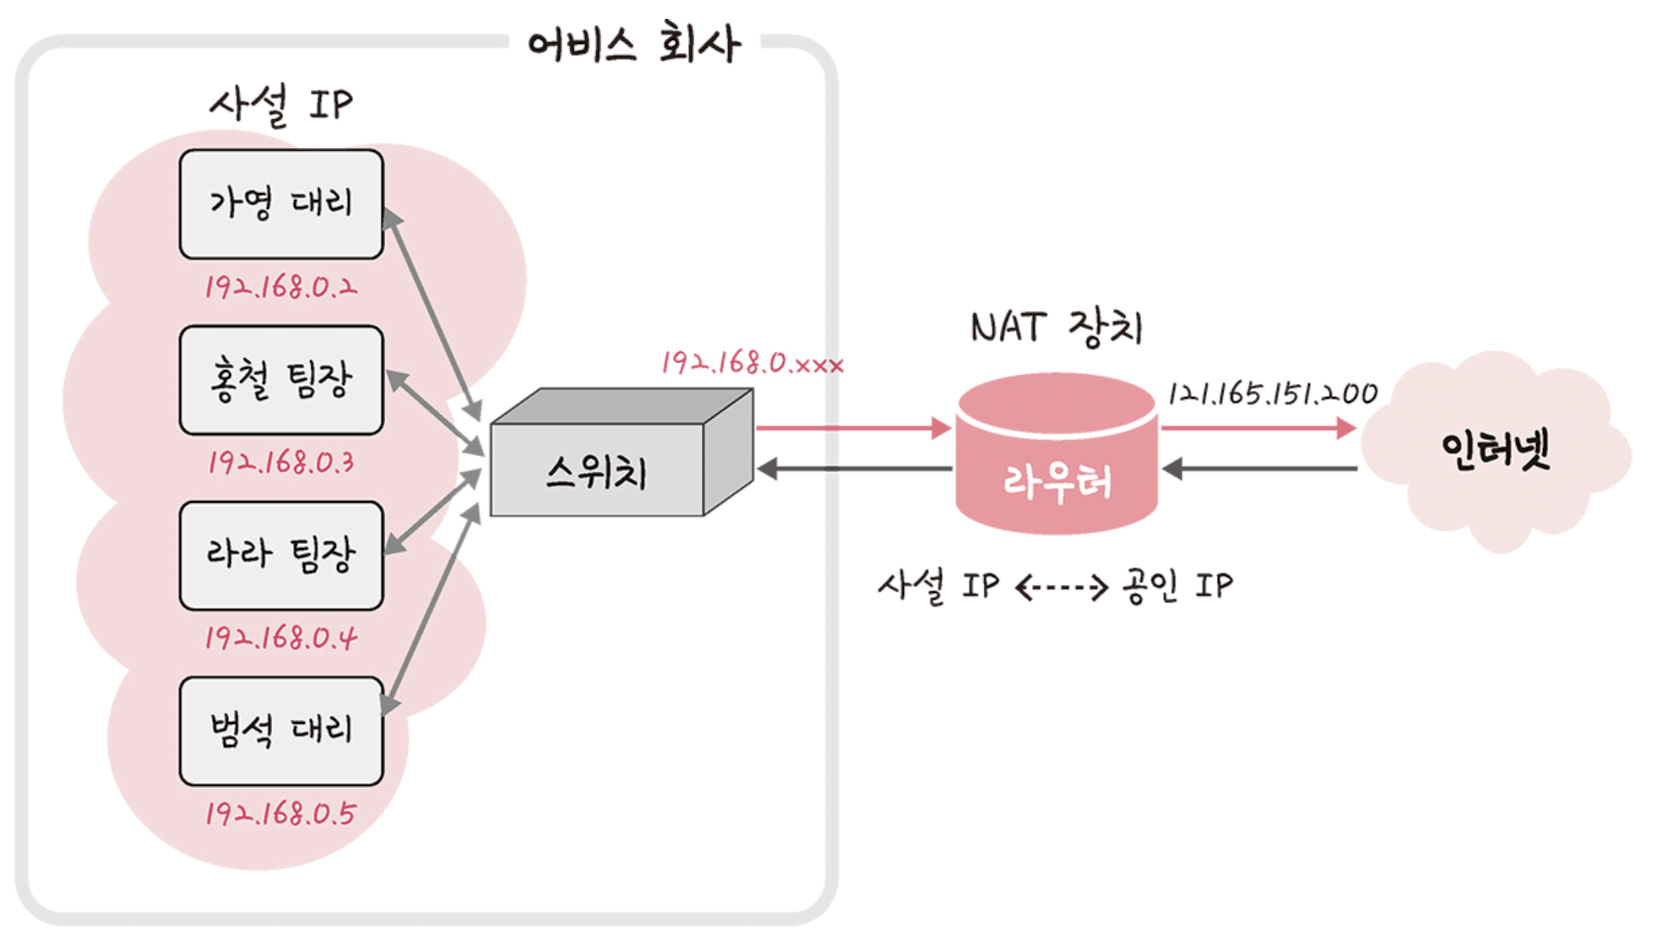 어비스 회사
사설 IP
가영 대리
192.168.0.2
홍철 팀장
192.168.0.3
라라 팀장
192.168.0.4
범석 대리
192.168.0.5
스위치
192.168.0.xxx
NAT 장치
라우터
사설 IP <----> 공인 IP
121.165.151.200
인터넷